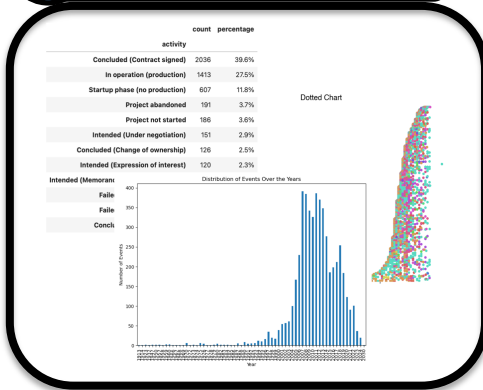 count percentage
activity
Concluded (Contract signed) 2036 39.6%
In operation (production) 1413 27.5%
Startup phase (no production) 607 11.8%
Project abandoned 191 3.7%
Project not started 186 3.6%
Intended (Under negotiation) 151 2.9%
Concluded (Change of ownership) 126 2.5%
Intended (Expression of interest) 120 2.3%
Intended (Memoran
Faile
Faile
Conclu
Dotted Chart
Distribution of Events Over the Years
Number of Events
400
350
300
250
200
150
100
50
0
Year